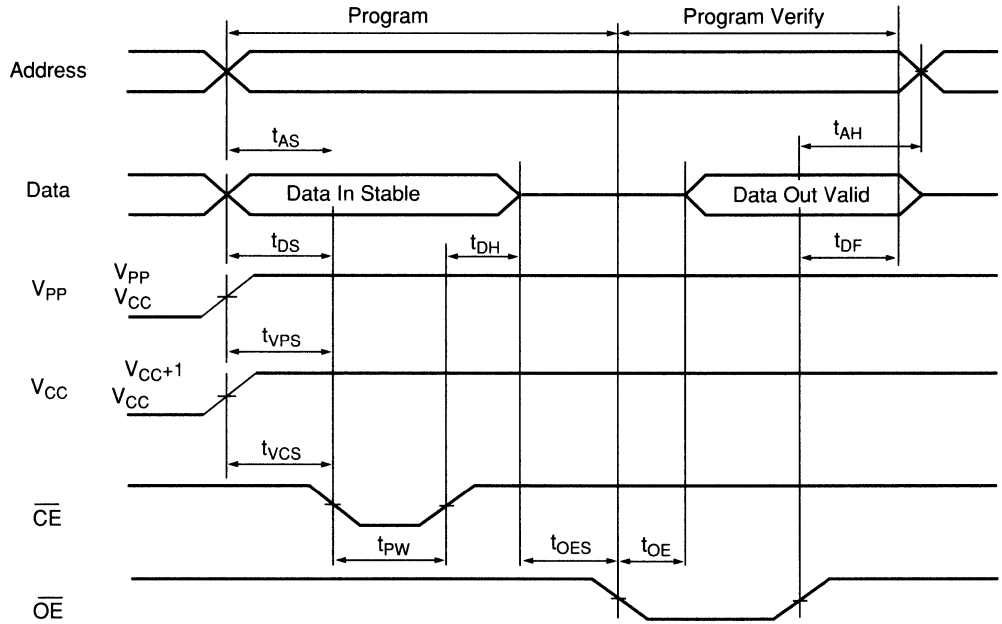 Program Program Verify
Address
tAS tAH
Data Data In Stable Data Out Valid
tDS tDH tDF
VPP VPP
VCC
tVPS
VCC VCC+1
VCC
tVCS
CE
tPW tOES tOE
OE